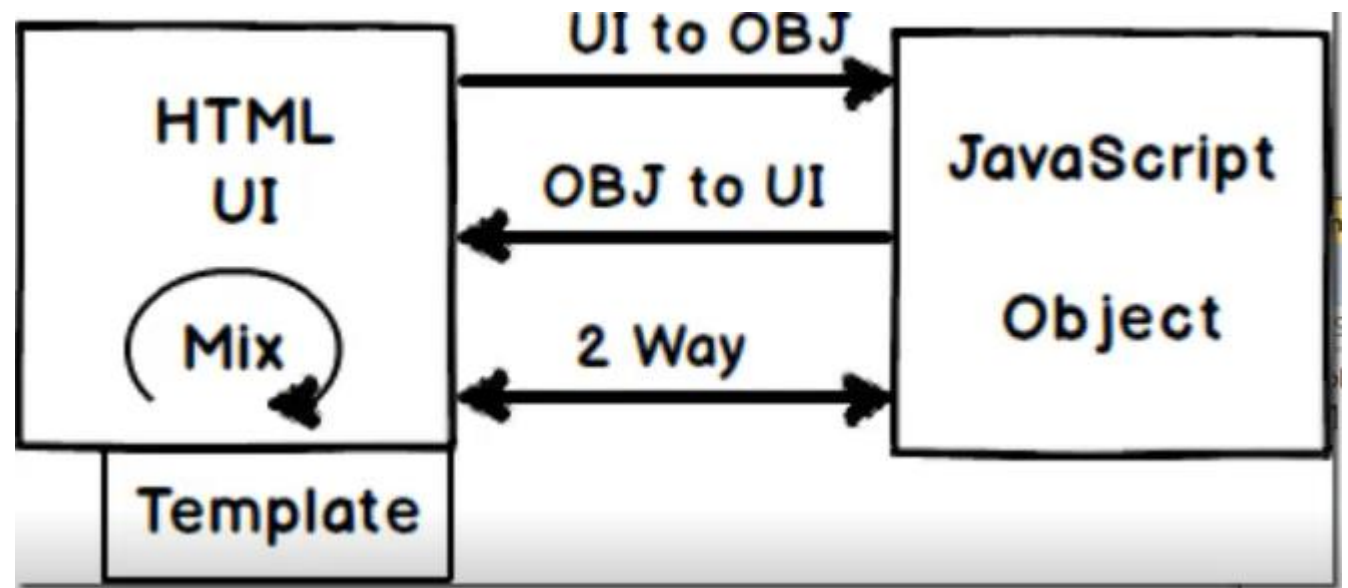 HTML
UI
Mix
Template
UI to OBJ
OBJ to UI
2 Way
JavaScript
Object